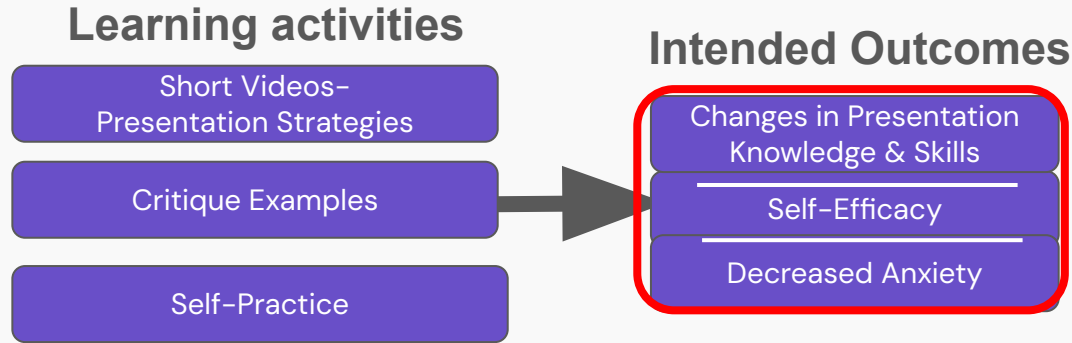 Learning activities
Short Videos-
Presentation Strategies
Critique Examples
Self-Practice
Intended Outcomes
Changes in Presentation
Knowledge & Skills
Self-Efficacy
Decreased Anxiety